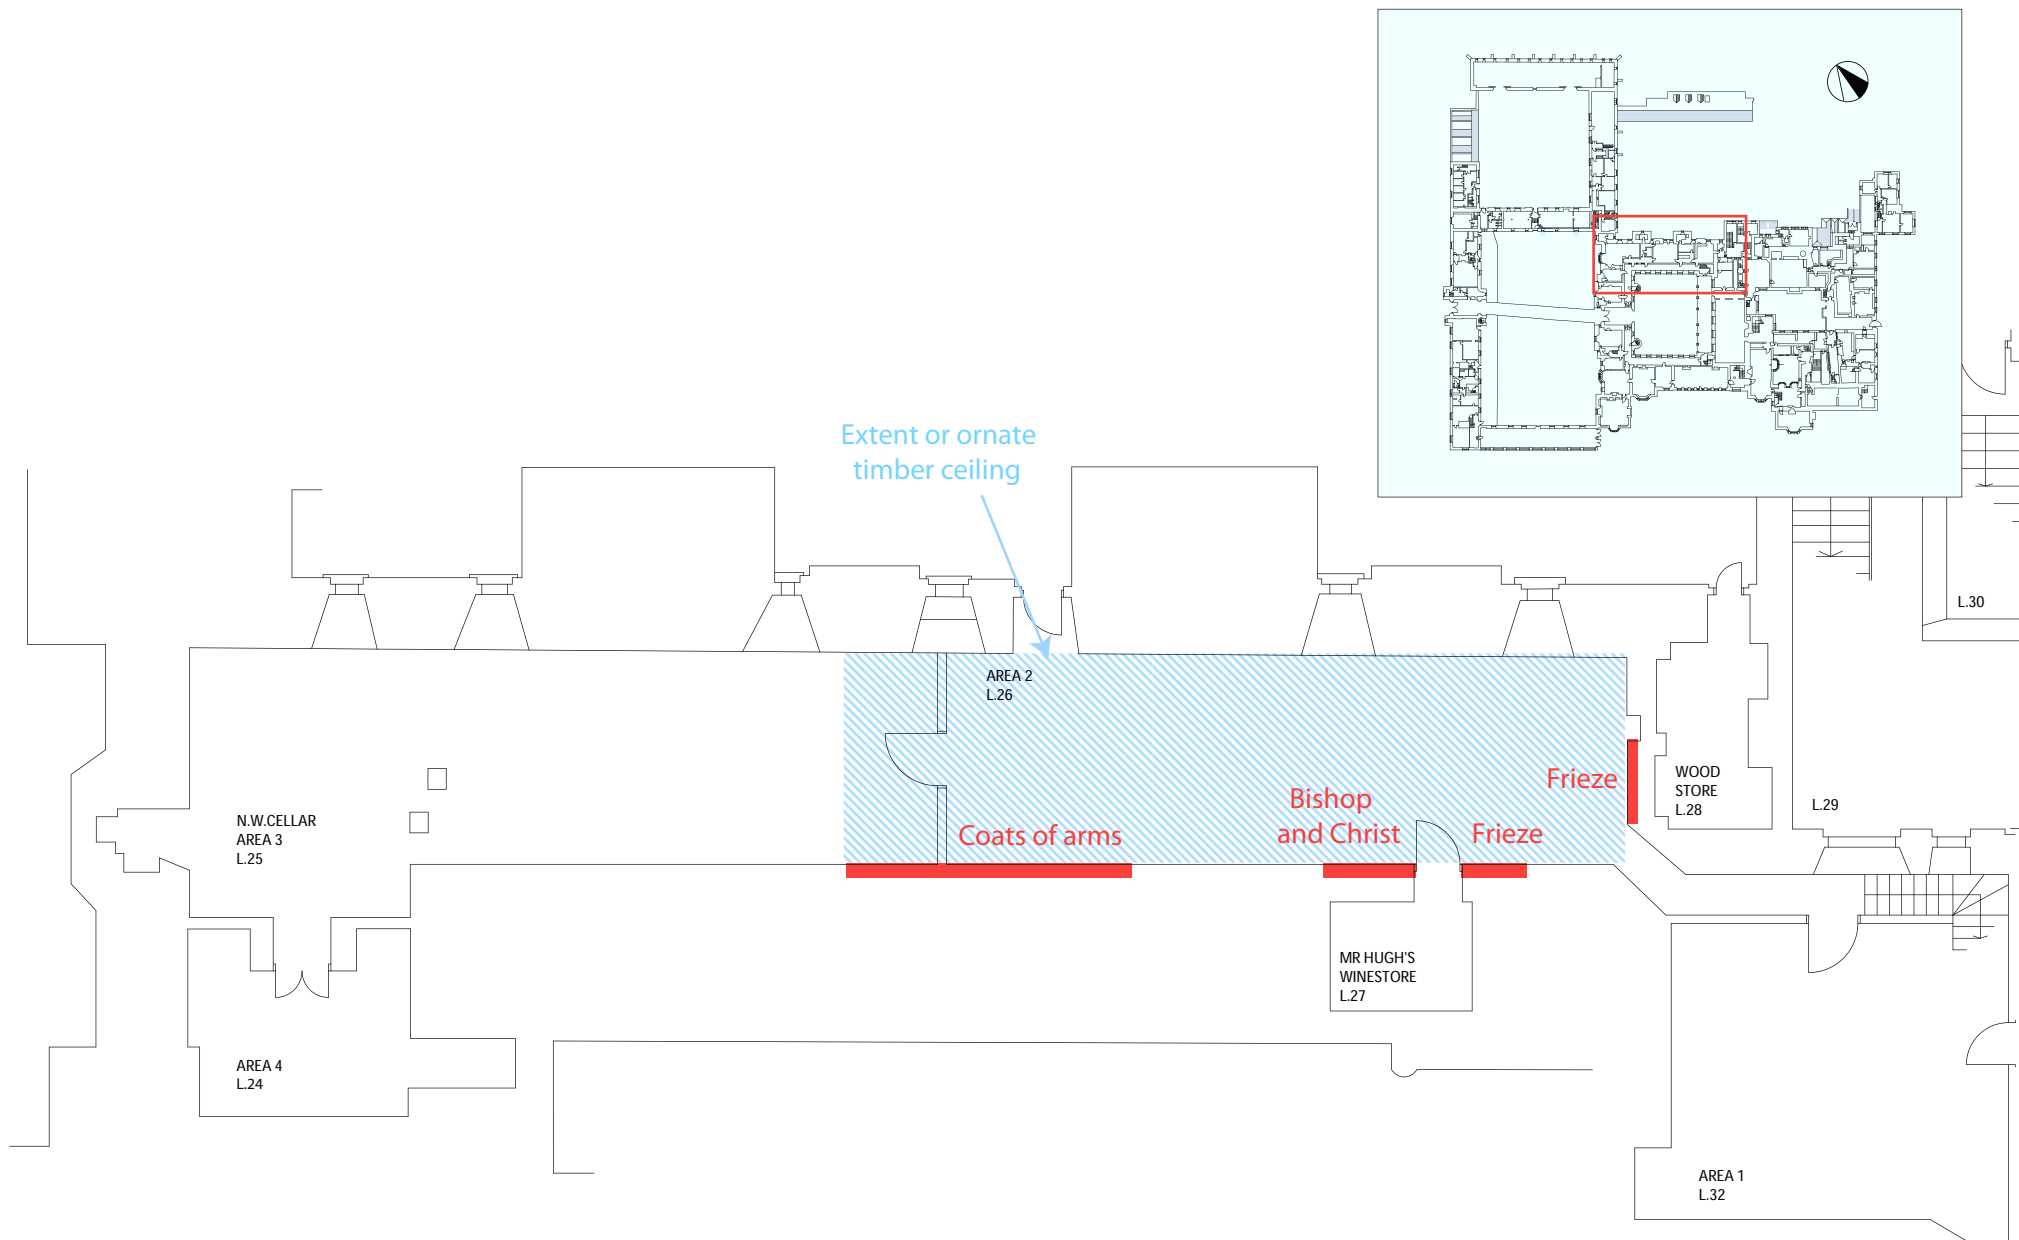 Extent or ornate
timber ceiling
L.30
AREA 2
L.26
Frieze
WOOD
STORE
L.28
Bishop
and Christ
L.29
N.W.CELLAR
AREA 3
L.25
Coats of arms
Frieze
MR HUGH'S
WINESTORE
L.27
AREA 4
L.24
AREA 1
L.32